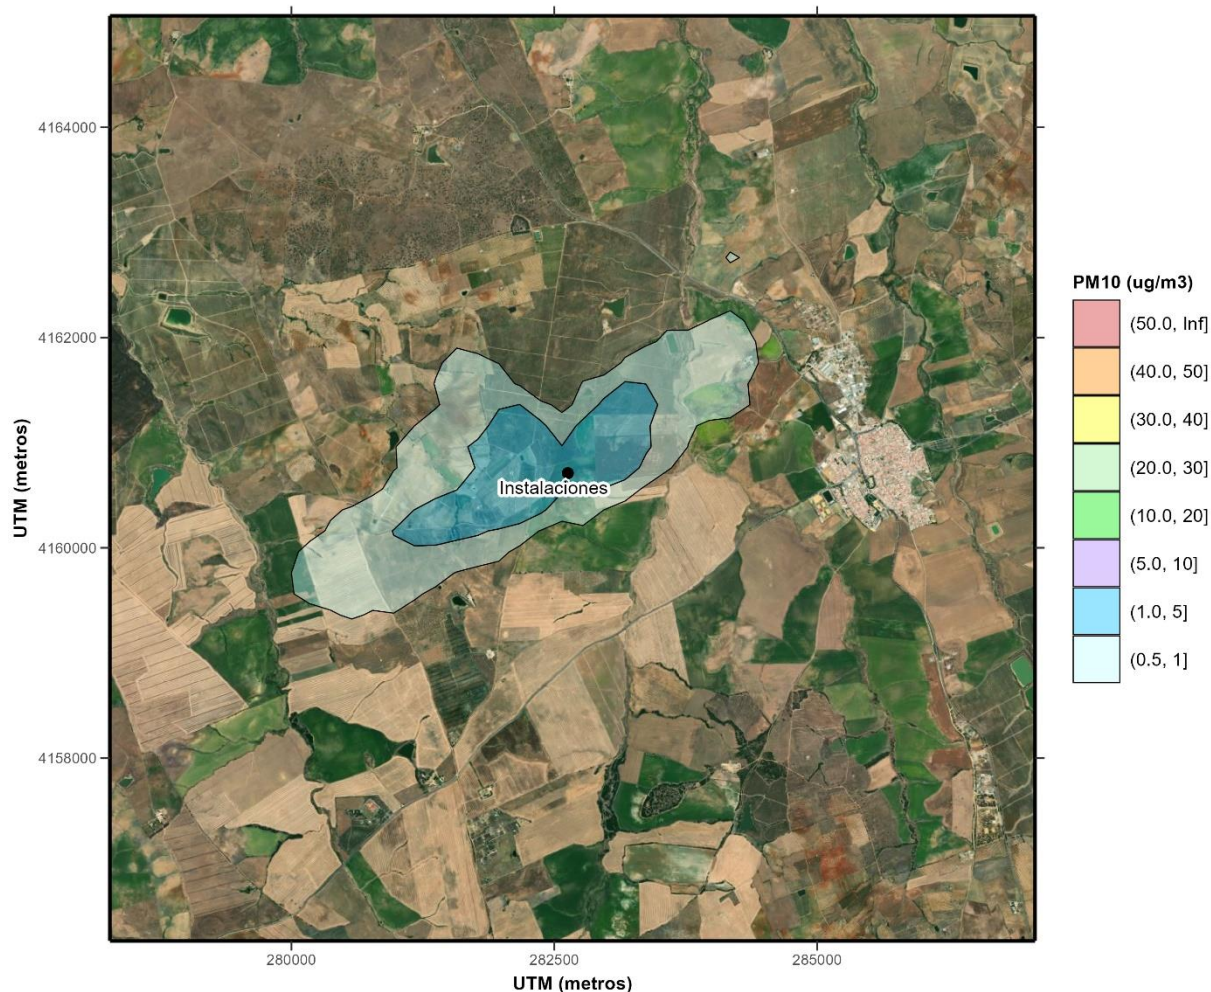 4164000
4162000
4160000
4158000
UTM (metros)
Instalaciones
280000
282500
285000
UTM (metros)
PM10 (ug/m3)
(50.0, Inf]
(40.0, 50]
(30.0, 40]
(20.0, 30]
(10.0, 20]
(5.0, 10]
(1.0, 5]
(0.5, 1]